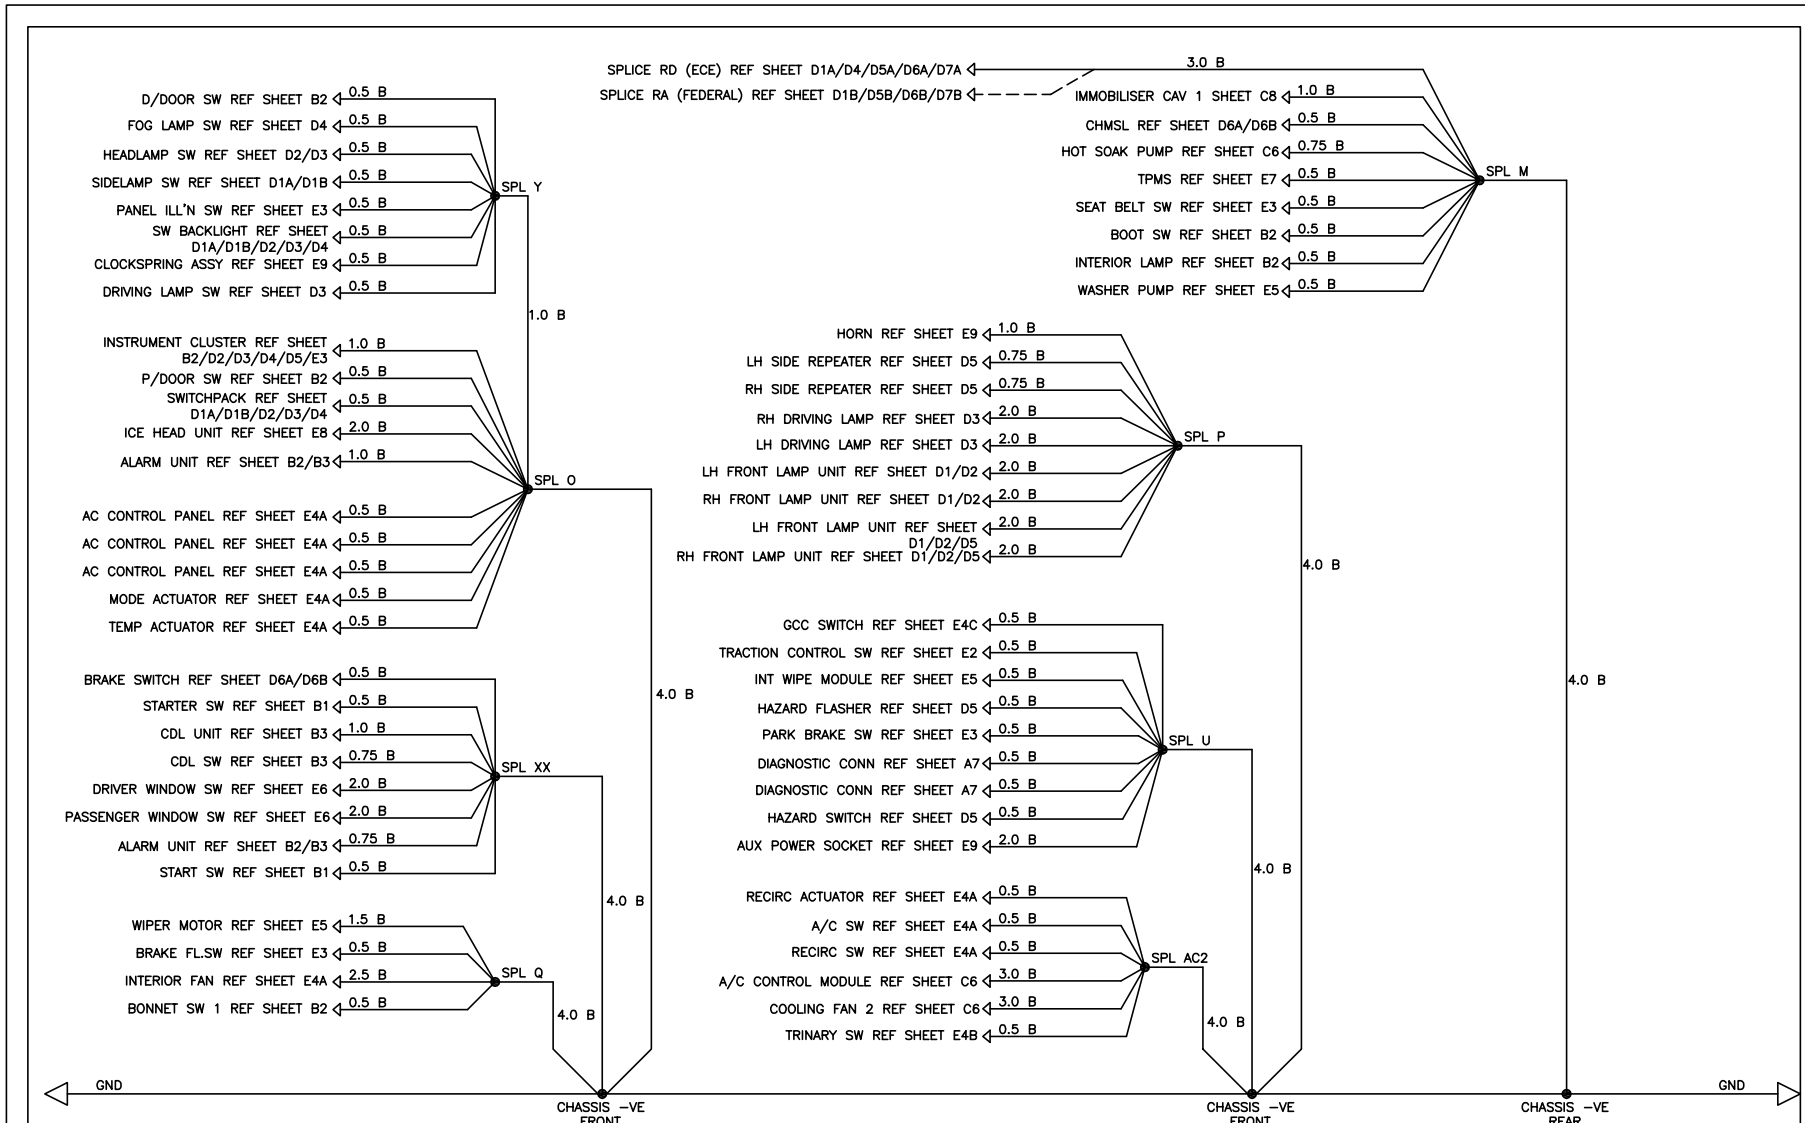 SPLICE RD (ECE) REF SHEET D1A/D4/D5A/D6A/D7A
3.0 B
SPLICE RA (FEDERAL) REF SHEET D1B/D5B/D6B/D7B
D/DOOR SW REF SHEET B2 0.5 B
FOG LAMP SW REF SHEET D4 0.5 B
HEADLAMP SW REF SHEET D2/D3 0.5 B
SIDELAMP SW REF SHEET D1A/D1B 0.5 B
SPL Y
PANEL ILL'N SW REF SHEET E3 0.5 B
SW BACKLIGHT REF SHEET 0.5 B
D1A/D1B/D2/D3/D4
CLOCKSPRING ASSY REF SHEET E9 0.5 B
DRIVING LAMP SW REF SHEET D3 0.5 B
1.0 B
INSTRUMENT CLUSTER REF SHEET 1.0 B
B2/D2/D3/D4/D5/E3
P/DOOR SW REF SHEET B2 0.5 B
SWITCHPACK REF SHEET 0.5 B
D1A/D1B/D2/D3/D4
ICE HEAD UNIT REF SHEET E8 2.0 B
ALARM UNIT REF SHEET B2/B3 1.0 B
SPL O
AC CONTROL PANEL REF SHEET E4A 0.5 B
AC CONTROL PANEL REF SHEET E4A 0.5 B
AC CONTROL PANEL REF SHEET E4A 0.5 B
MODE ACTUATOR REF SHEET E4A 0.5 B
TEMP ACTUATOR REF SHEET E4A 0.5 B
4.0 B
BRAKE SWITCH REF SHEET D6A/D6B 0.5 B
STARTER SW REF SHEET B1 0.5 B
CDL UNIT REF SHEET B3 1.0 B
CDL SW REF SHEET B3 0.75 B
SPL XX
DRIVER WINDOW SW REF SHEET E6 2.0 B
PASSENGER WINDOW SW REF SHEET E6 2.0 B
ALARM UNIT REF SHEET B2/B3 0.75 B
START SW REF SHEET B1 0.5 B
4.0 B
WIPER MOTOR REF SHEET E5 1.5 B
BRAKE FL.SW REF SHEET E3 0.5 B
SPL Q
INTERIOR FAN REF SHEET E4A 2.5 B
BONNET SW 1 REF SHEET B2 0.5 B
4.0 B
IMMOBILISER CAV 1 SHEET C8 1.0 B
CHMSL REF SHEET D6A/D6B 0.5 B
HOT SOAK PUMP REF SHEET C6 0.75 B
SPL M
TPMS REF SHEET E7 0.5 B
SEAT BELT SW REF SHEET E3 0.5 B
BOOT SW REF SHEET B2 0.5 B
INTERIOR LAMP REF SHEET B2 0.5 B
WASHER PUMP REF SHEET E5 0.5 B
HORN REF SHEET E9 1.0 B
LH SIDE REPEATER REF SHEET D5 0.75 B
RH SIDE REPEATER REF SHEET D5 0.75 B
RH DRIVING LAMP REF SHEET D3 2.0 B
SPL P
LH DRIVING LAMP REF SHEET D3 2.0 B
LH FRONT LAMP UNIT REF SHEET D1/D2 2.0 B
RH FRONT LAMP UNIT REF SHEET D1/D2 2.0 B
LH FRONT LAMP UNIT REF SHEET 2.0 B
D1/D2/D5
RH FRONT LAMP UNIT REF SHEET D1/D2/D5 2.0 B
4.0 B
GCC SWITCH REF SHEET E4C 0.5 B
TRACTION CONTROL SW REF SHEET E2 0.5 B
INT WIPE MODULE REF SHEET E5 0.5 B
HAZARD FLASHER REF SHEET D5 0.5 B
PARK BRAKE SW REF SHEET E3 0.5 B
SPL U
DIAGNOSTIC CONN REF SHEET A7 0.5 B
DIAGNOSTIC CONN REF SHEET A7 0.5 B
HAZARD SWITCH REF SHEET D5 0.5 B
AUX POWER SOCKET REF SHEET E9 2.0 B
4.0 B
4.0 B
RECIRC ACTUATOR REF SHEET E4A 0.5 B
A/C SW REF SHEET E4A 0.5 B
RECIRC SW REF SHEET E4A 0.5 B
SPL AC2
A/C CONTROL MODULE REF SHEET C6 3.0 B
COOLING FAN 2 REF SHEET C6 3.0 B
TRINARY SW REF SHEET E4B 0.5 B
4.0 B
GND
GND
CHASSIS -VE
FRONT
CHASSIS -VE
FRONT
CHASSIS -VE
REAR